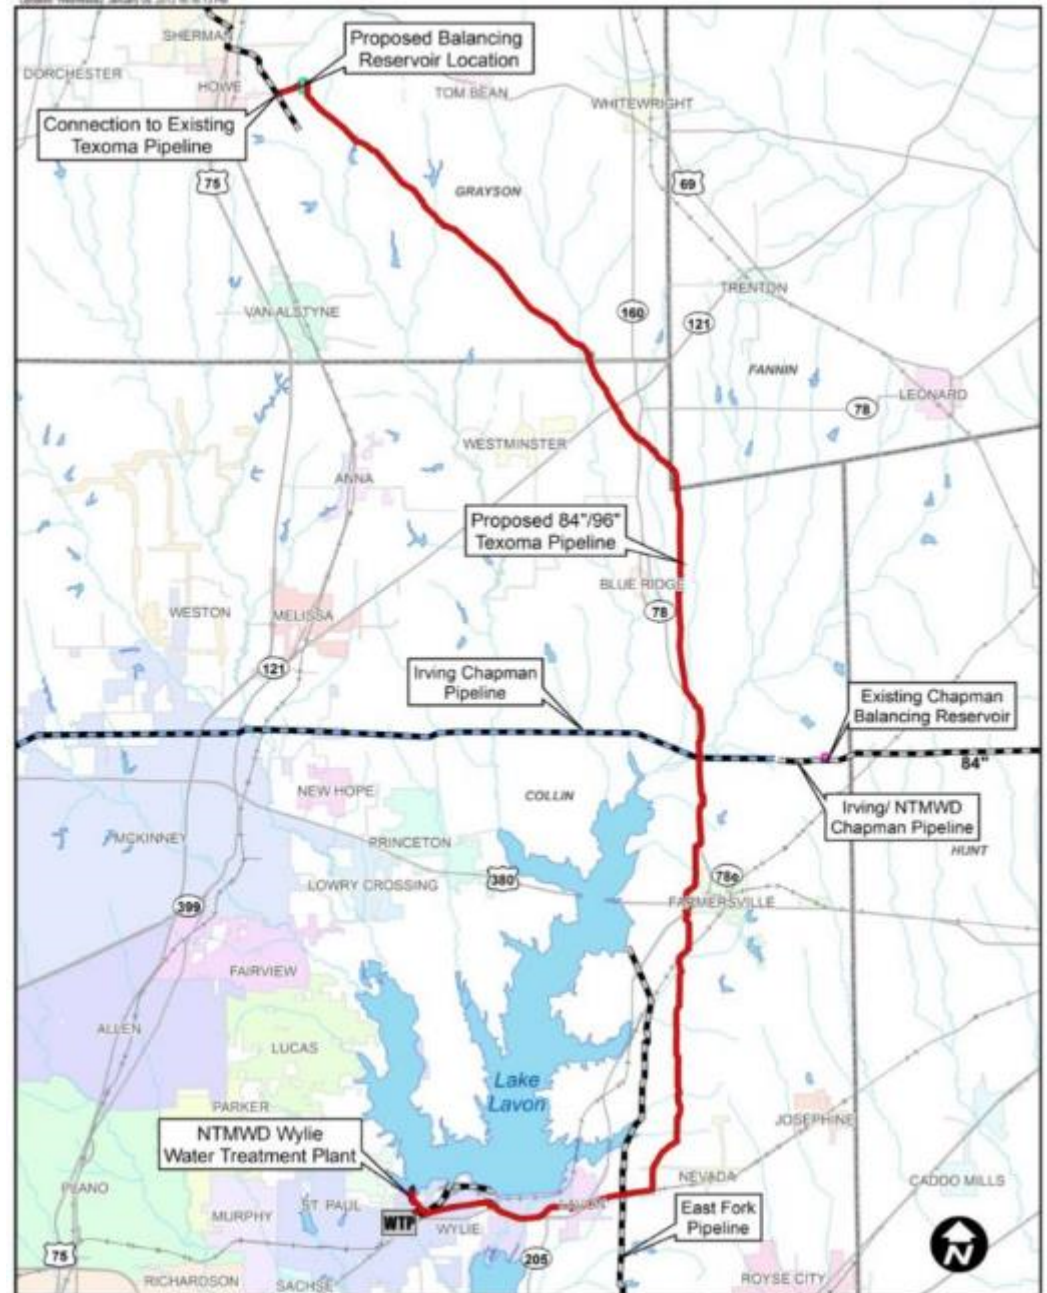 SHERMAN
Proposed Balancing
Reservoir Location
DORCHESTER
HOWE
TOM BEAN
WHITEWRIGHT
Connection to Existing
Texoma Pipeline
75
GRAYSON
69
VAN ALSTYNE
TRENTON
160
121
FANNIN
LEONARD
78
WESTMINSTER
ANNA
Proposed 84"/96"
Texoma Pipeline
BLUE RIDGE
78
WESTON
MELISSA
121
Irving Chapman
Pipeline
Existing Chapman
Balancing Reservoir
84"
NEW HOPE
COLLIN
Irving/ NTMWD
Chapman Pipeline
MCKINNEY
PRINCETON
HUNT
LOWRY CROSSING
380
78e
399
FARMERSVILLE
FAIRVIEW
ALLEN
LUCAS
Lake
Lavon
PARKER
JOSEPHINE
NTMWD Wylie
Water Treatment Plant
PLANO
NEVADA
CADDO MILLS
MURPHY
ST PAUL
LAVON
WTP
WYLIE
East Fork
Pipeline
75
205
N
RICHARDSON
SACHSE
ROYSE CITY